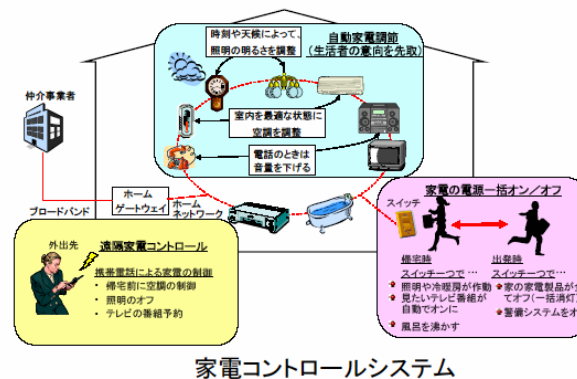 自動家電調節
(生活者の意向を先取)
時刻や天候によって、
照明の明るさを調整
仲介事業者
室内を最適な状態に
空調を調整
電話のときは
音量を下げる
ホーム
ゲートウェイ
ホーム
ネットワーク
ブロードバンド
家電の電源一括オン/オフ
スイッチ
帰宅時
スイッチ一つで…
照明や冷暖房が作動
見たいテレビ番組が
自動でオンに
風呂を沸かす
出発時
スイッチ一つで…
家の家電製品が全
てオフ(一括消灯)
警備システムをオ
外出先
遠隔家電コントロール
携帯電話による家電の制御
・ 帰宅前に空調の制御
・ 照明のオフ
・ テレビの番組予約
家電コントロールシステム